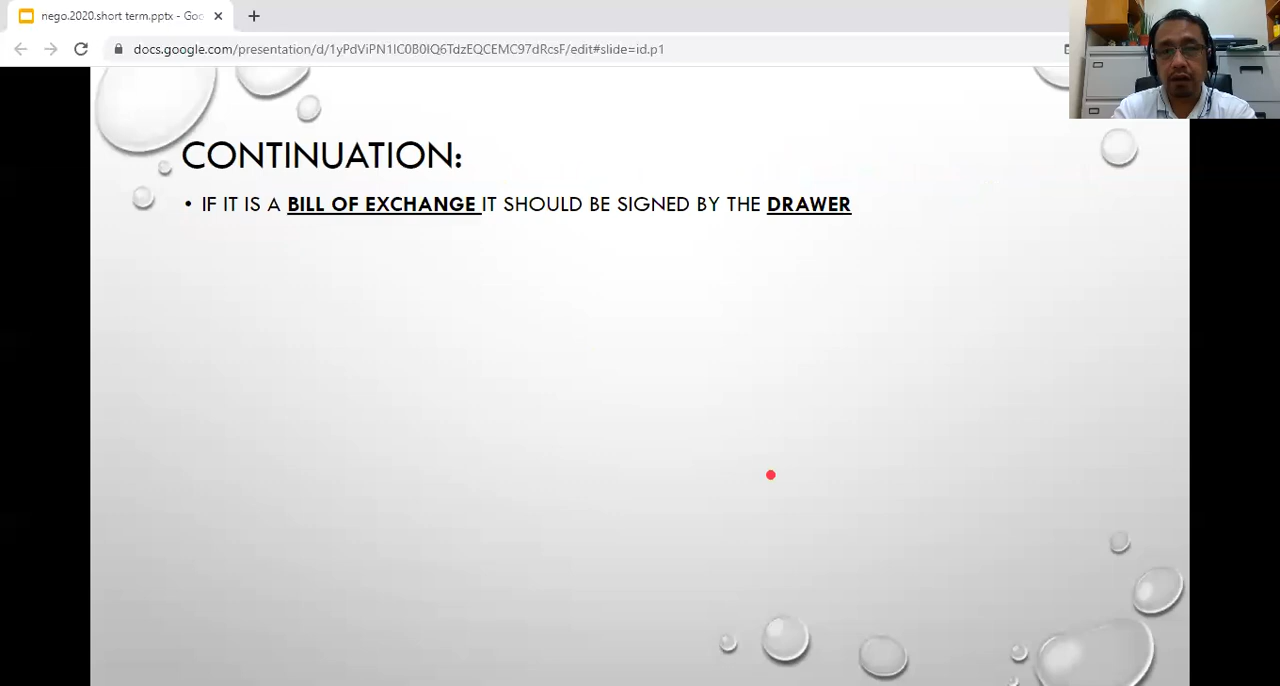 nego.2020.short term.pptx - Goo
docs.google.com/presentation/d/1yPdViPN1lC0B0IQ6TdzEQCEMC97dRcsF/edit#slide=id.p1
CONTINUATION:
• IF IT IS A BILL OF EXCHANGE IT SHOULD BE SIGNED BY THE DRAWER